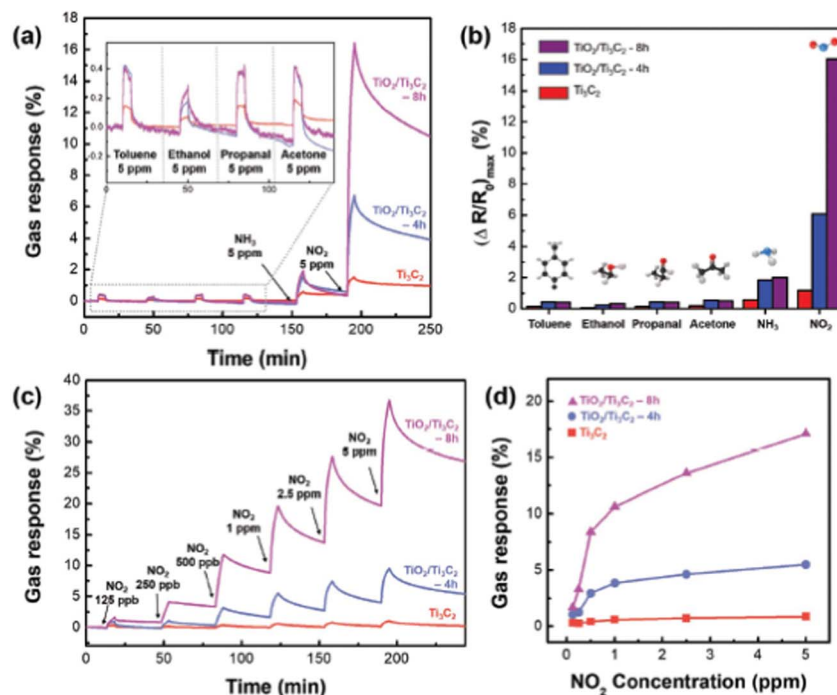 (a)
Gas response (%)
18
16
14
12
10
8
6
4
2
0
0.4
0.2
0.0
0.2
Toluene
5 ppm
Ethanol
5 ppm
Propanal
5 ppm
Acetone
5 ppm
0
50
100
TiO₂/Ti₃C₂
– 8h
NH₃
5 ppm
NO₂
5 ppm
TiO₂/Ti₃C₂
– 4h
Ti₃C₂
0 50 100 150 200 250
Time (min)
(b)
(Δ R/R₀)max (%)
18
16
14
12
10
8
6
4
2
0
TiO₂/Ti₃C₂ - 8h
TiO₂/Ti₃C₂ - 4h
Ti₃C₂
Toluene Ethanol Propanal Acetone NH₃ NO₂
(c)
Gas response (%)
40
35
30
25
20
15
10
5
0
NO₂
125 ppb
NO₂
250 ppb
NO₂
500 ppb
NO₂
1 ppm
NO₂
2.5 ppm
NO₂
5 ppm
TiO₂/Ti₃C₂
– 8h
TiO₂/Ti₃C₂
– 4h
Ti₃C₂
0 50 100 150 200
Time (min)
(d)
Gas response (%)
20
15
10
5
0
TiO₂/Ti₃C₂ – 8h
TiO₂/Ti₃C₂ – 4h
Ti₃C₂
0 1 2 3 4 5
NO₂ Concentration (ppm)